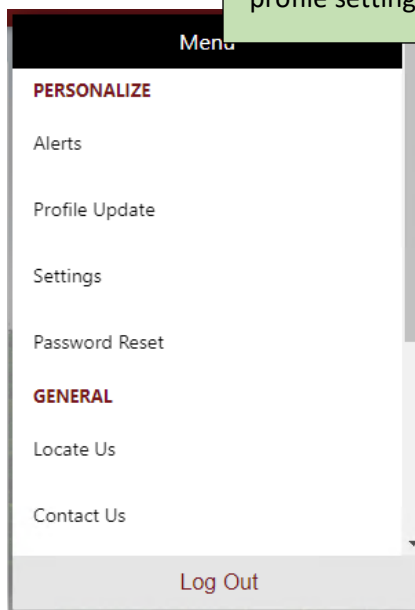 profile setting
Menu
PERSONALIZE
Alerts
Profile Update
Settings
Password Reset
GENERAL
Locate Us
Contact Us
Log Out